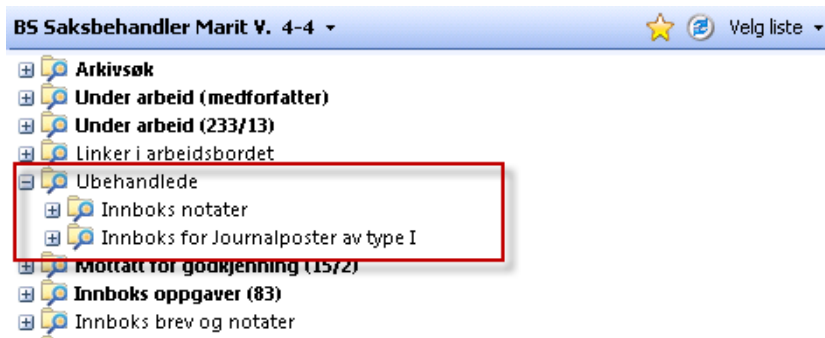 BS Saksbehandler Marit V. 4-4 Velg liste
Arkivsøk
Under arbeid (medforfatter)
Under arbeid (233/13)
Linker i arbeidsbordet
Ubehandlede
Innboks notater
Innboks for Journalposter av type I
Mottatt for godkjenning (15/2)
Innboks oppgaver (83)
Innboks brev og notater